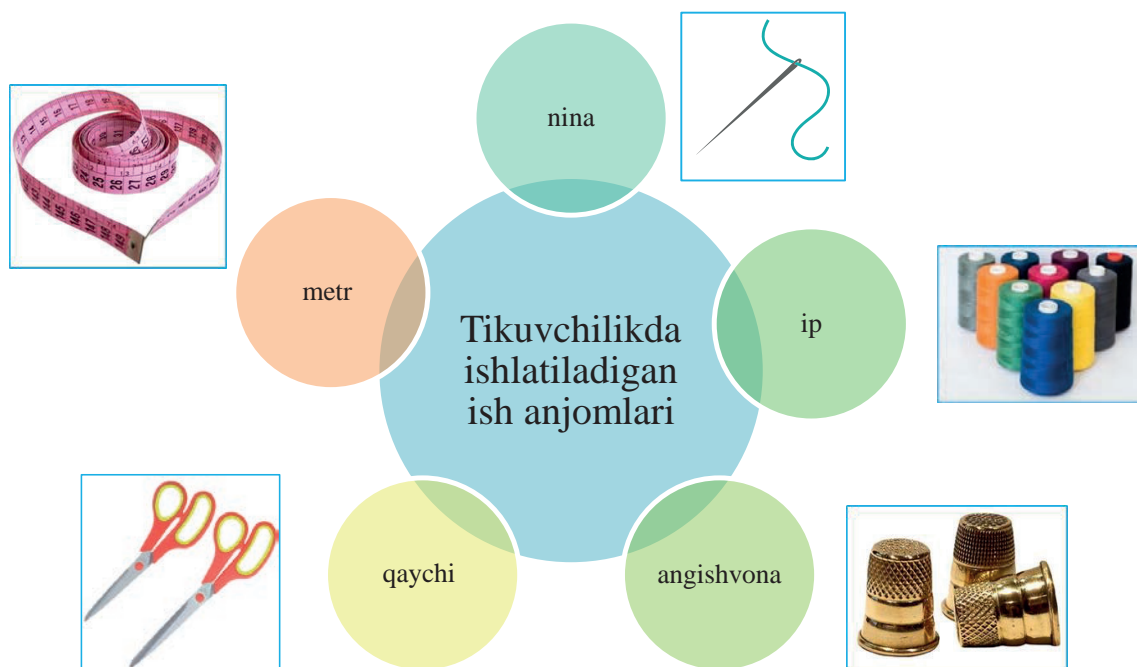 nina
metr
ip
Tikuvchilikda
ishlatiladigan
ish anjomlari
qaychi
angishvona